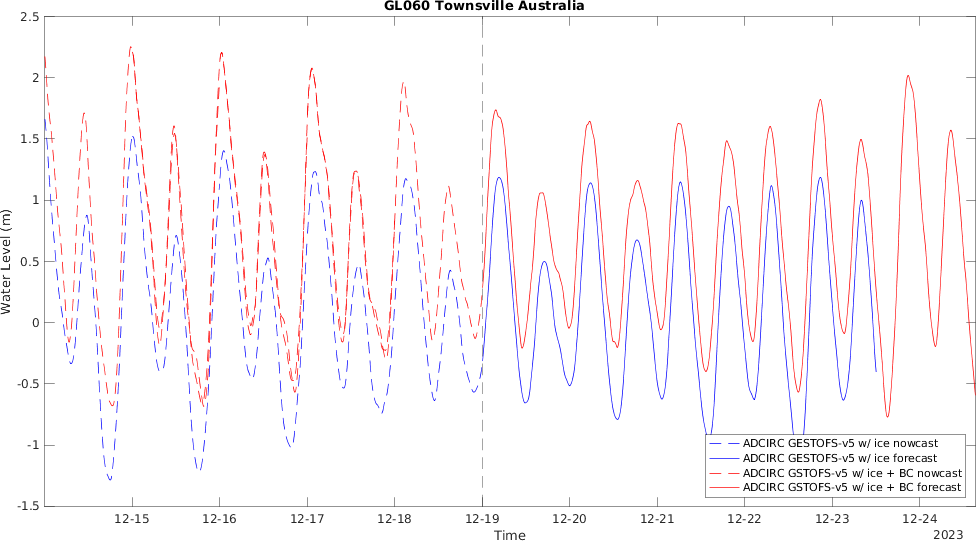 GL060 Townsville Australia
2.5
2
1.5
1
0.5
0
-0.5
-1
-1.5
Water Level (m)
ADCIRC GESTOFS-v5 w/ ice nowcast
ADCIRC GESTOFS-v5 w/ ice forecast
ADCIRC GSTOFS-v5 w/ ice + BC nowcast
ADCIRC GSTOFS-v5 w/ ice + BC forecast
12-15 12-16 12-17 12-18 12-19 12-20 12-21 12-22 12-23 12-24
Time
2023